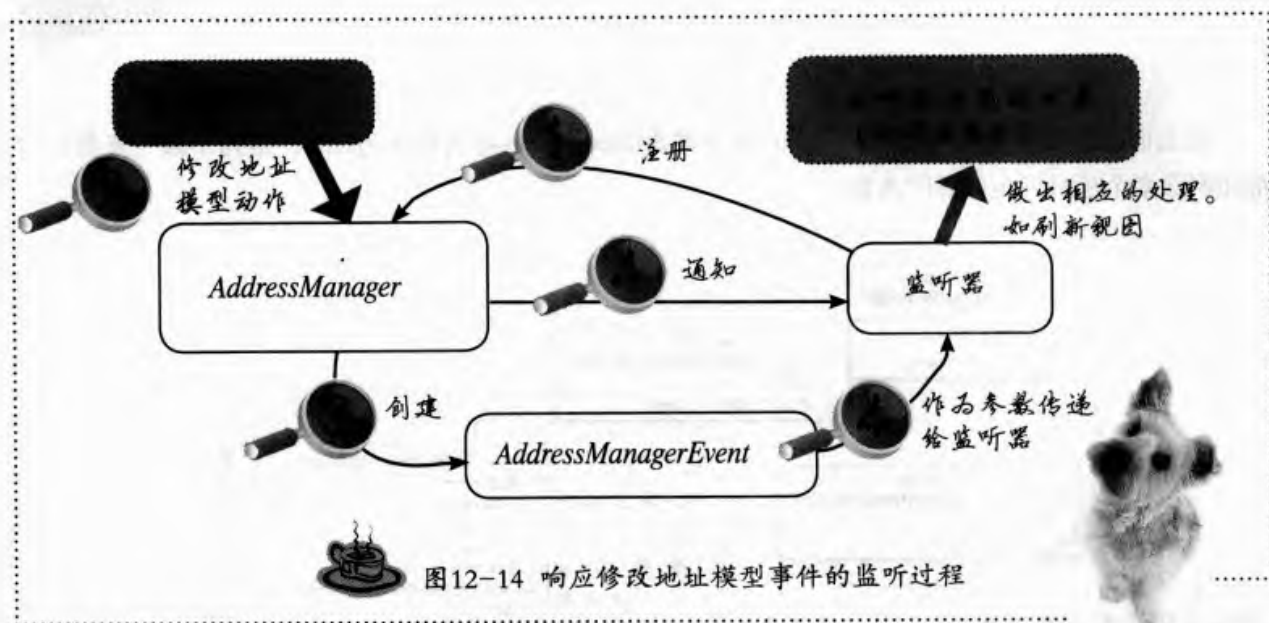 修改地址
模型动作
注册
做出相应的处理。
如刷新视图
AddressManager
通知
监听器
创建
AddressManagerEvent
作为参数传递
给监听器
图12-14 响应修改地址模型事件的监听过程